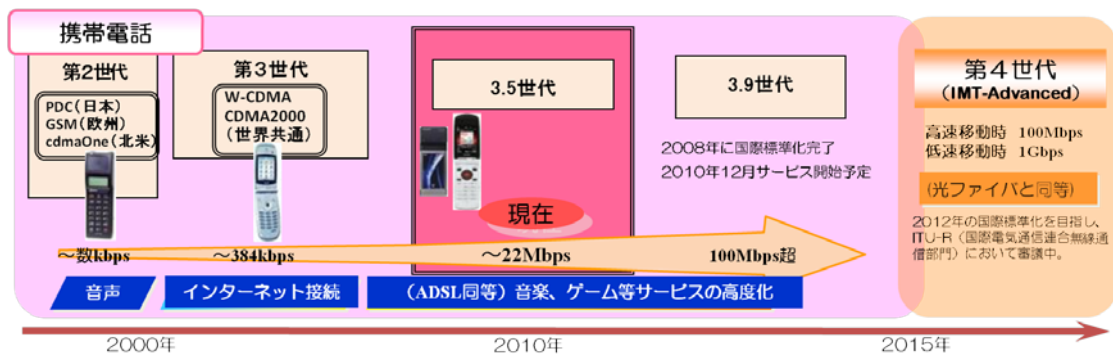 携帯電話
第2世代
PDC(日本)
GSM(欧州)
cdmaOne(北米)
第3世代
W-CDMA
CDMA2000
(世界共通)
3.5世代
3.9世代
2008年に国際標準化完了
2010年12月サービス開始予定
現在
第4世代
(IMT-Advanced)
高速移動時 100Mbps
低速移動時 1Gbps
(光ファイバと同等)
2012年の国際標準化を目指し、
ITU-R(国際電気通信連合無線通
信部門)において審議中。
～数kbps
～384kbps
～22Mbps
100Mbps超
音声
インターネット接続
(ADSL同等)音楽、ゲーム等サービスの高度化
2000年
2010年
2015年